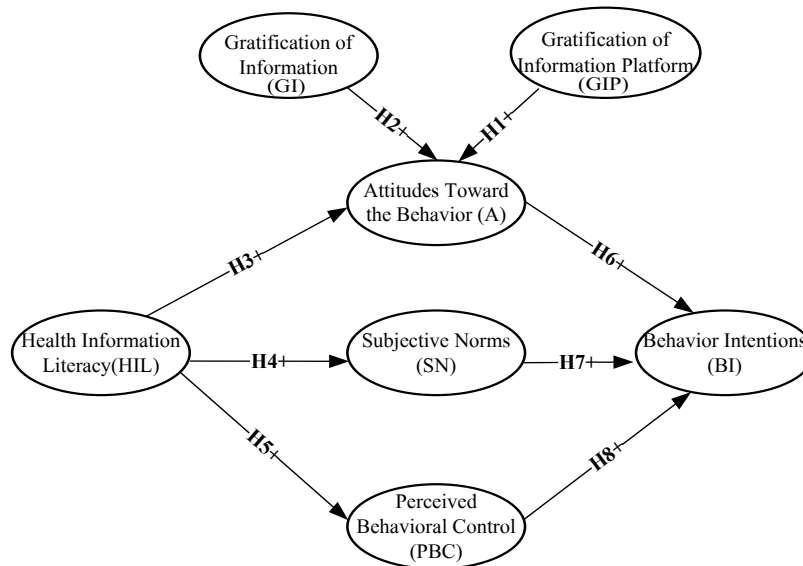 Gratification of
Information
(GI)
Gratification of
Information Platform
(GIP)
H2+
H1+
Attitudes Toward
the Behavior (A)
H3+
H6+
Health Information
Literacy(HIL)
H4+
Subjective Norms
(SN)
H7+
Behavior Intentions
(BI)
H5+
H8+
Perceived
Behavioral Control
(PBC)